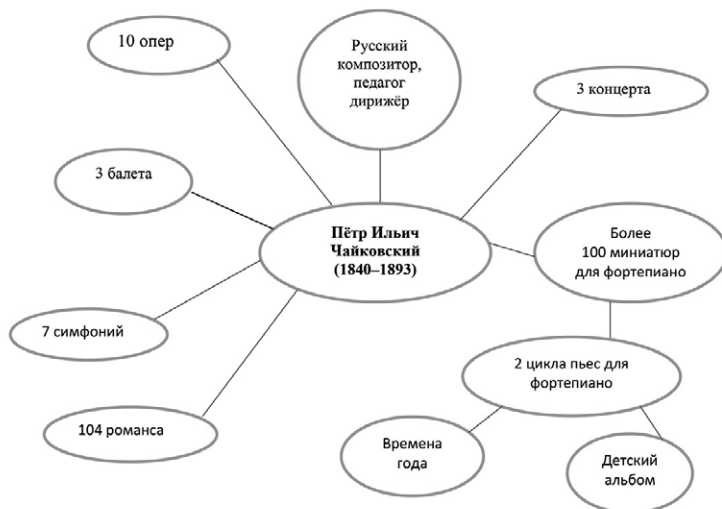 10 опер
Русский
композитор,
педагог
дирижёр
3 концерта
3 балета
Пётр Ильич
Чайковский
(1840–1893)
Более
100 миниатюр
для фортепиано
7 симфоний
2 цикла пьес для
фортепиано
104 романса
Времена
года
Детский
альбом